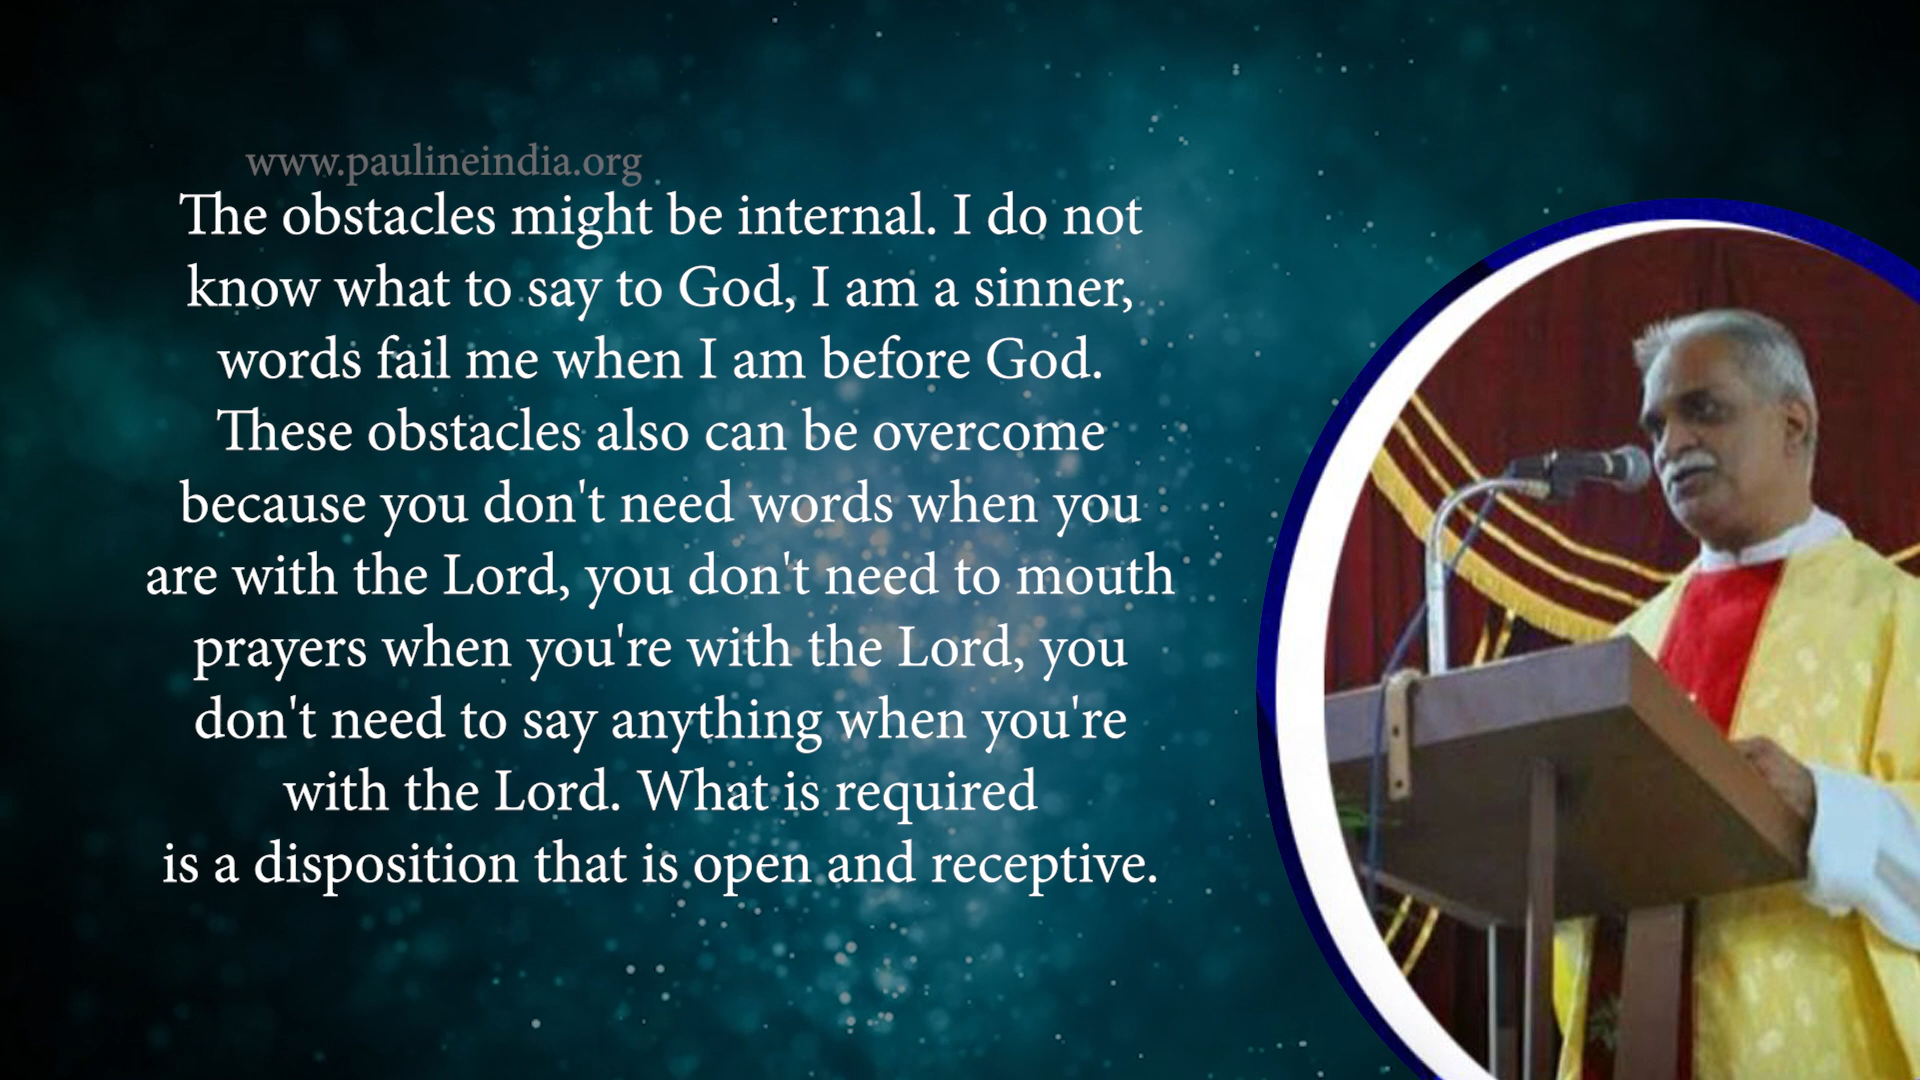 www.paulineindia.org
The obstacles might be internal. I do not
know what to say to God, I am a sinner,
words fail me when I am before God.
These obstacles also can be overcome
because you don't need words when you
are with the Lord, you don't need to mouth
prayers when you're with the Lord, you
don't need to say anything when you're
with the Lord. What is required
is a disposition that is open and receptive.